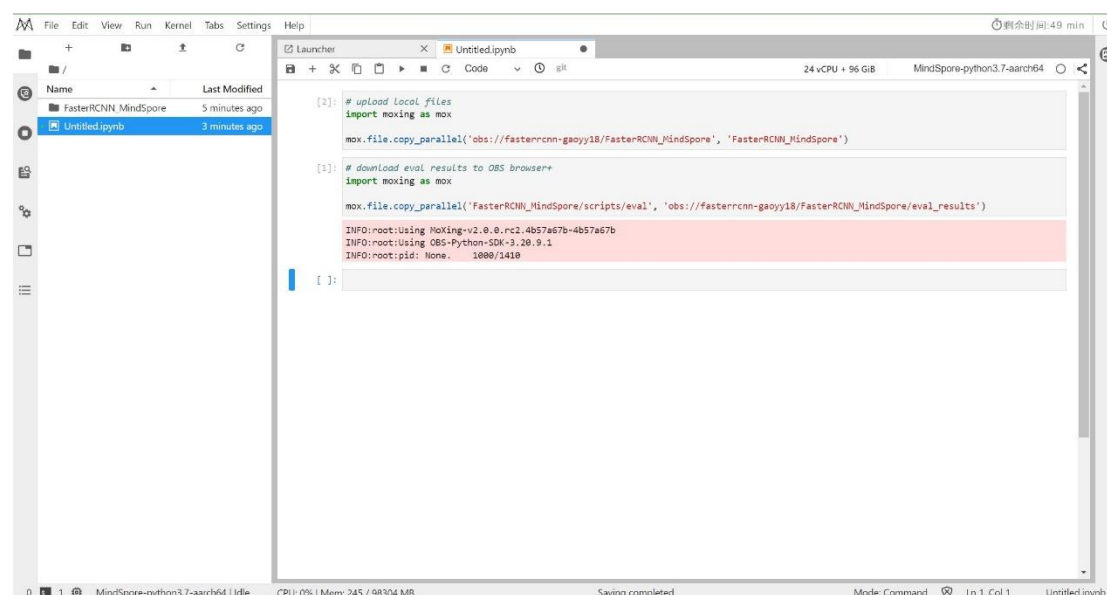 File Edit View Run Kernel Tabs Settings Help
剩余时间:49 min
Launcher
Untitled.ipynb
Code
git
24 vCPU + 96 GiB
MindSpore-python3.7-aarch64
/
Name
Last Modified
FasterRCNN_MindSpore
5 minutes ago
Untitled.ipynb
3 minutes ago
[2]: # upload local files
import moxing as mox
mox.file.copy_parallel('obs://fasterrcnn-gaoyy18/FasterRCNN_MindSpore', 'FasterRCNN_MindSpore')
[1]: # download eval results to OBS browser+
import moxing as mox
mox.file.copy_parallel('FasterRCNN_MindSpore/scripts/eval', 'obs://fasterrcnn-gaoyy18/FasterRCNN_MindSpore/eval_results')
INFO:root:Using MoXing-v2.0.0.rc2.4b57a67b-4b57a67b
INFO:root:Using OBS-Python-SDK-3.20.9.1
INFO:root:pid: None. 1000/1410
[ ]:
0
1
MindSpore-python3.7-aarch64 | Idle
CPU: 0% | Mem: 245 / 98304 MB
Saving completed
Mode: Command
Ln 1, Col 1
Untitled.ipynb